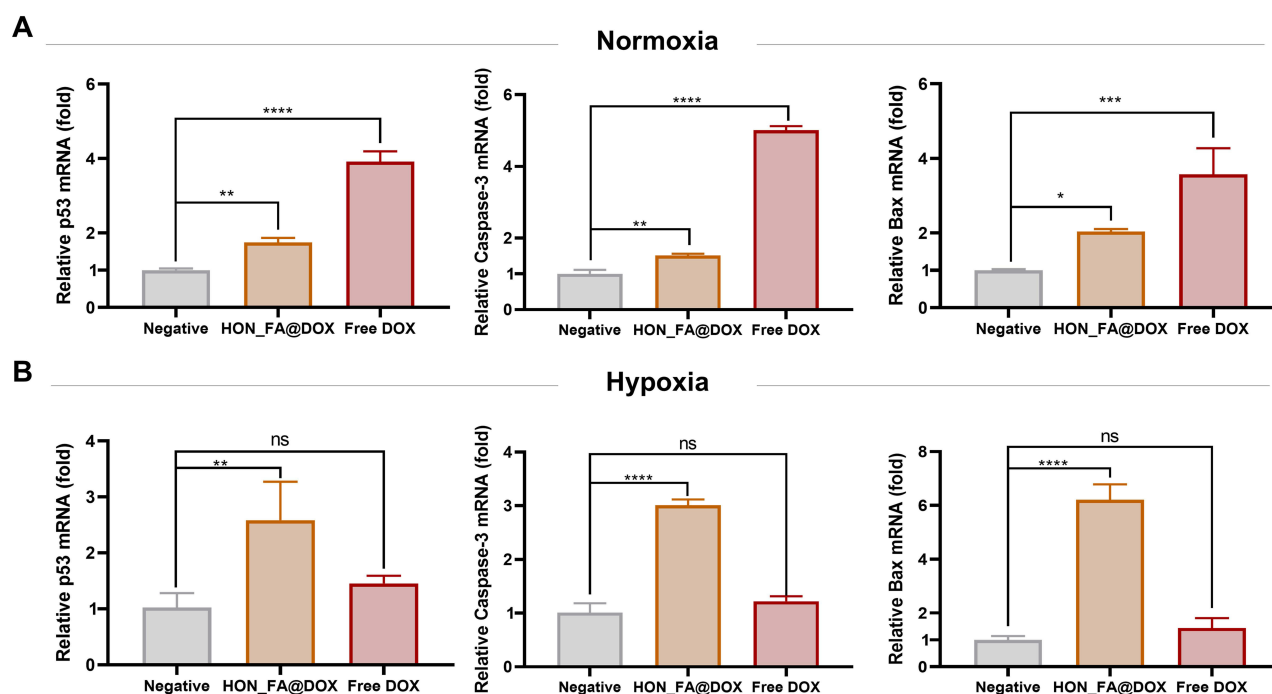 A
Normoxia
Relative p53 mRNA (fold)
6
4
2
1
0
****
**
Negative
HON_FA@DOX
Free DOX
Relative Caspase-3 mRNA (fold)
6
4
2
1
0
****
**
Negative
HON_FA@DOX
Free DOX
Relative Bax mRNA (fold)
6
4
2
1
0
***
*
Negative
HON_FA@DOX
Free DOX
B
Hypoxia
Relative p53 mRNA (fold)
4
3
2
1
0
ns
**
Negative
HON_FA@DOX
Free DOX
Relative Caspase-3 mRNA (fold)
4
3
2
1
0
ns
****
Negative
HON_FA@DOX
Free DOX
Relative Bax mRNA (fold)
8
6
4
2
1
0
ns
****
Negative
HON_FA@DOX
Free DOX